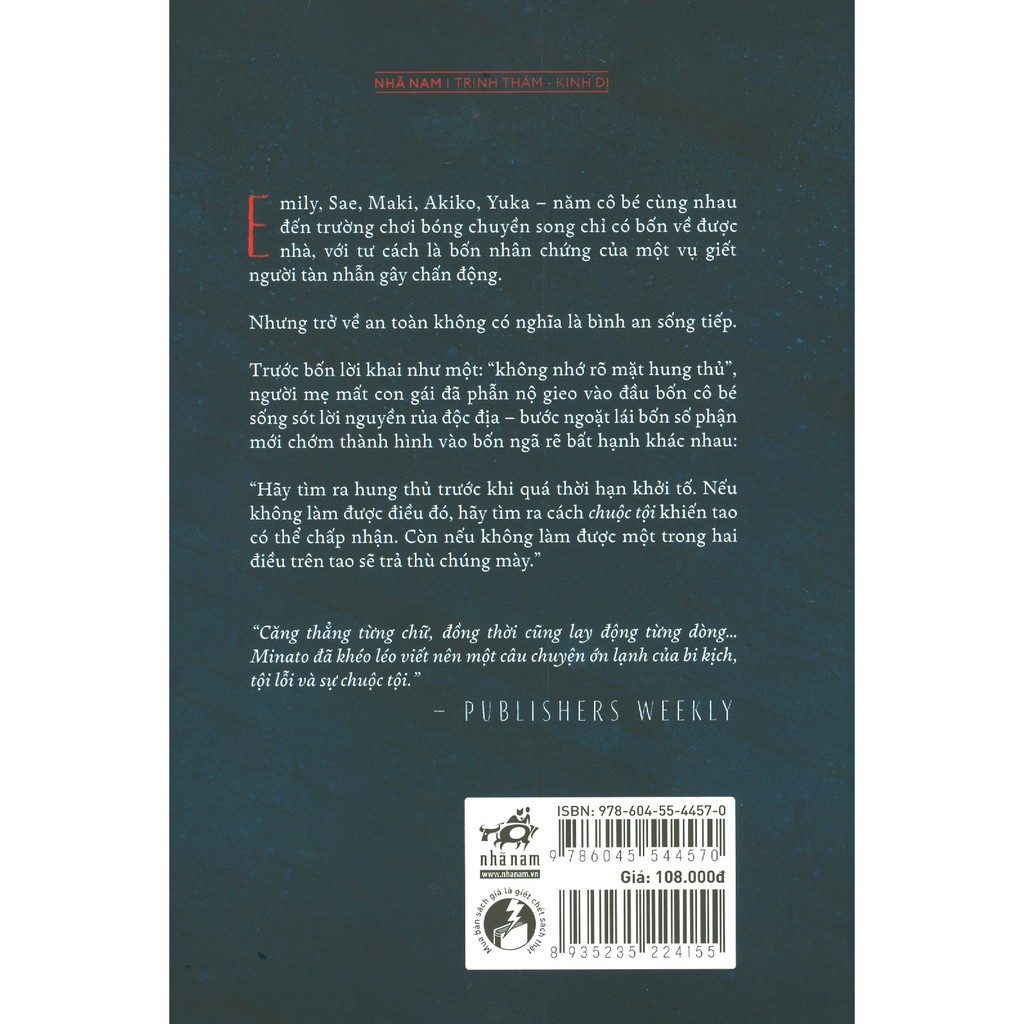 NHÃ NAM | TRINH THÁM - KINH DỊ
Emily, Sae, Maki, Akiko, Yuka – năm cô bé cùng nhau
đến trường chơi bóng chuyền song chỉ có bốn về được
nhà, với tư cách là bốn nhân chứng của một vụ giết
người tàn nhẫn gây chấn động.
Nhưng trở về an toàn không có nghĩa là bình an sống tiếp.
Trước bốn lời khai như một: “không nhớ rõ mặt hung thủ”,
người mẹ mất con gái đã phẫn nộ gieo vào đầu bốn cô bé
sống sót lời nguyền rủa độc địa – bước ngoặt lái bốn số phận
mới chớm thành hình vào bốn ngã rẽ bất hạnh khác nhau:
“Hãy tìm ra hung thủ trước khi quá thời hạn khởi tố. Nếu
không làm được điều đó, hãy tìm ra cách chuộc tội khiến tao
có thể chấp nhận. Còn nếu không làm được một trong hai
điều trên tao sẽ trả thù chúng mày.”
“Căng thẳng từng chữ, đồng thời cũng lay động từng dòng...
Minato đã khéo léo viết nên một câu chuyện ớn lạnh của bi kịch,
tội lỗi và sự chuộc tội.”
– PUBLISHERS WEEKLY
ISBN: 978-604-55-4457-0
9 786045 544570
nhã nam
www.nhanam.vn
Giá: 108.000đ
Mua bán sách giả là giết chết sách thật
8 935235 224155